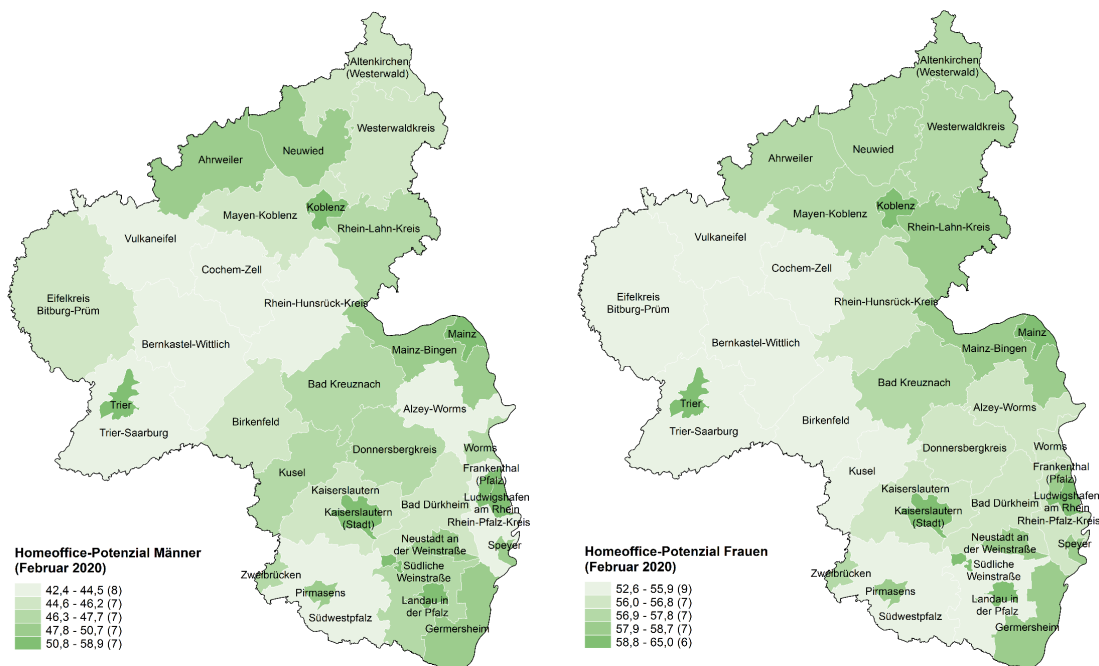 Altenkirchen
(Westerwald)
Westerwaldkreis
Neuwied
Ahrweiler
Koblenz
Mayen-Koblenz
Rhein-Lahn-Kreis
Vulkaneifel
Cochem-Zell
Eifelkreis
Bitburg-Prüm
Rhein-Hunsrück-Kreis
Bernkastel-Wittlich
Mainz
Mainz-Bingen
Bad Kreuznach
Trier
Alzey-Worms
Birkenfeld
Trier-Saarburg
Donnersbergkreis
Worms
Kusel
Frankenthal
(Pfalz)
Kaiserslautern
Ludwigshafen
am Rhein
Bad Dürkheim
Kaiserslautern
(Stadt)
Rhein-Pfalz-Kreis
Neustadt an
der Weinstraße
Speyer
Südliche
Weinstraße
Zweibrücken
Pirmasens
Landau in
der Pfalz
Südwestpfalz
Germersheim
Homeoffice-Potenzial Männer
(Februar 2020)
42,4 - 44,5 (8)
44,6 - 46,2 (7)
46,3 - 47,7 (7)
47,8 - 50,7 (7)
50,8 - 58,9 (7)
Altenkirchen
(Westerwald)
Westerwaldkreis
Neuwied
Ahrweiler
Koblenz
Mayen-Koblenz
Rhein-Lahn-Kreis
Vulkaneifel
Cochem-Zell
Eifelkreis
Bitburg-Prüm
Rhein-Hunsrück-Kreis
Bernkastel-Wittlich
Mainz
Mainz-Bingen
Bad Kreuznach
Trier
Alzey-Worms
Birkenfeld
Trier-Saarburg
Donnersbergkreis
Worms
Kusel
Frankenthal
(Pfalz)
Kaiserslautern
Ludwigshafen
am Rhein
Bad Dürkheim
Kaiserslautern
(Stadt)
Rhein-Pfalz-Kreis
Neustadt an
der Weinstraße
Speyer
Südliche
Weinstraße
Zweibrücken
Pirmasens
Landau in
der Pfalz
Südwestpfalz
Germersheim
Homeoffice-Potenzial Frauen
(Februar 2020)
52,6 - 55,9 (9)
56,0 - 56,8 (7)
56,9 - 57,8 (7)
57,9 - 58,7 (7)
58,8 - 65,0 (6)